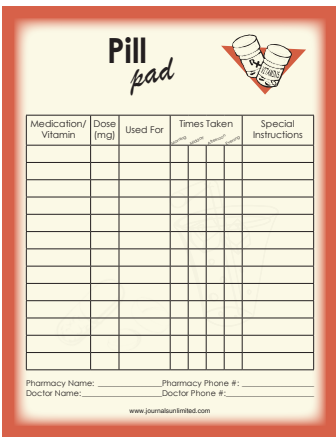 Pill
pad
VITAMINS
Medication/ Dose Used For Times Taken Special
Vitamin (mg) Instructions
Morning Midday Afternoon Evening
Pharmacy Name: Pharmacy Phone #:
Doctor Name: Doctor Phone #:
www.journalsunlimited.com